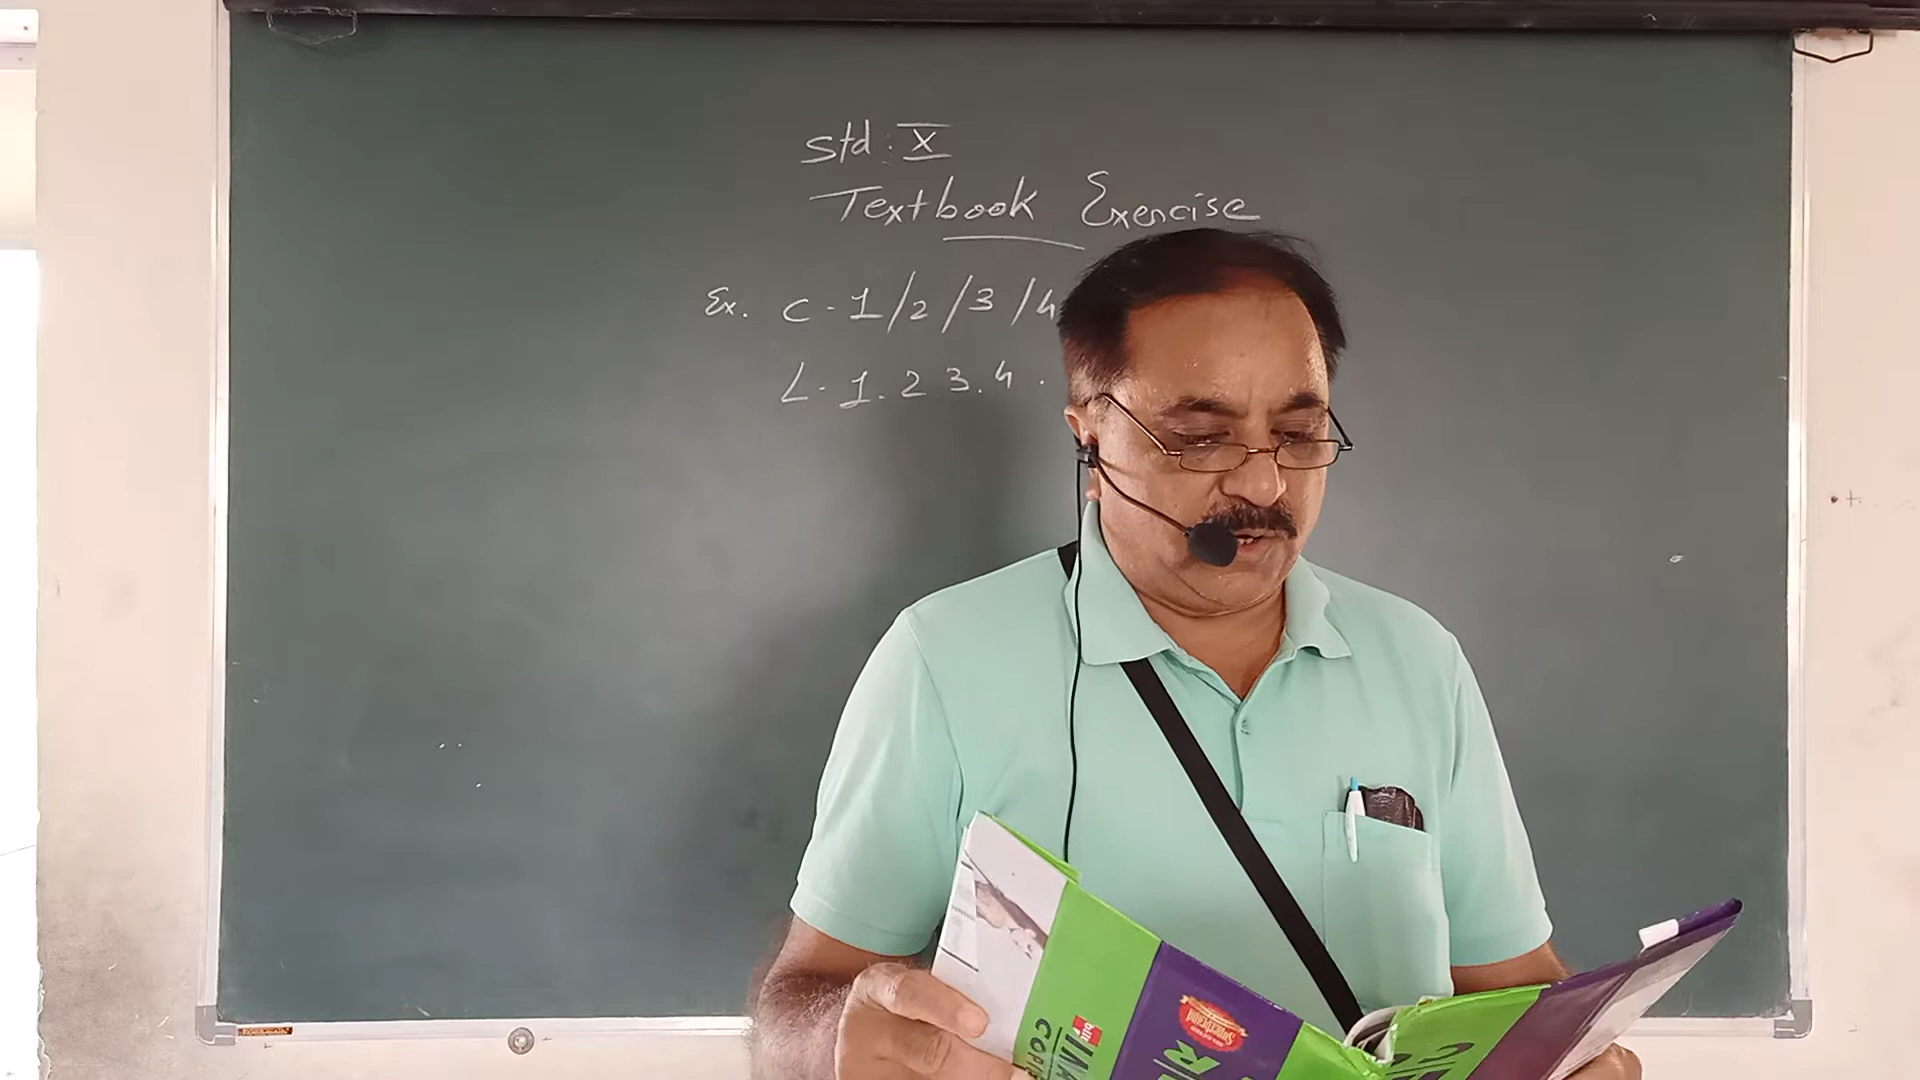 Std : X
Textbook Exercise
Ex. C - 1/2/3/4
L - 1. 2 3. 4 .